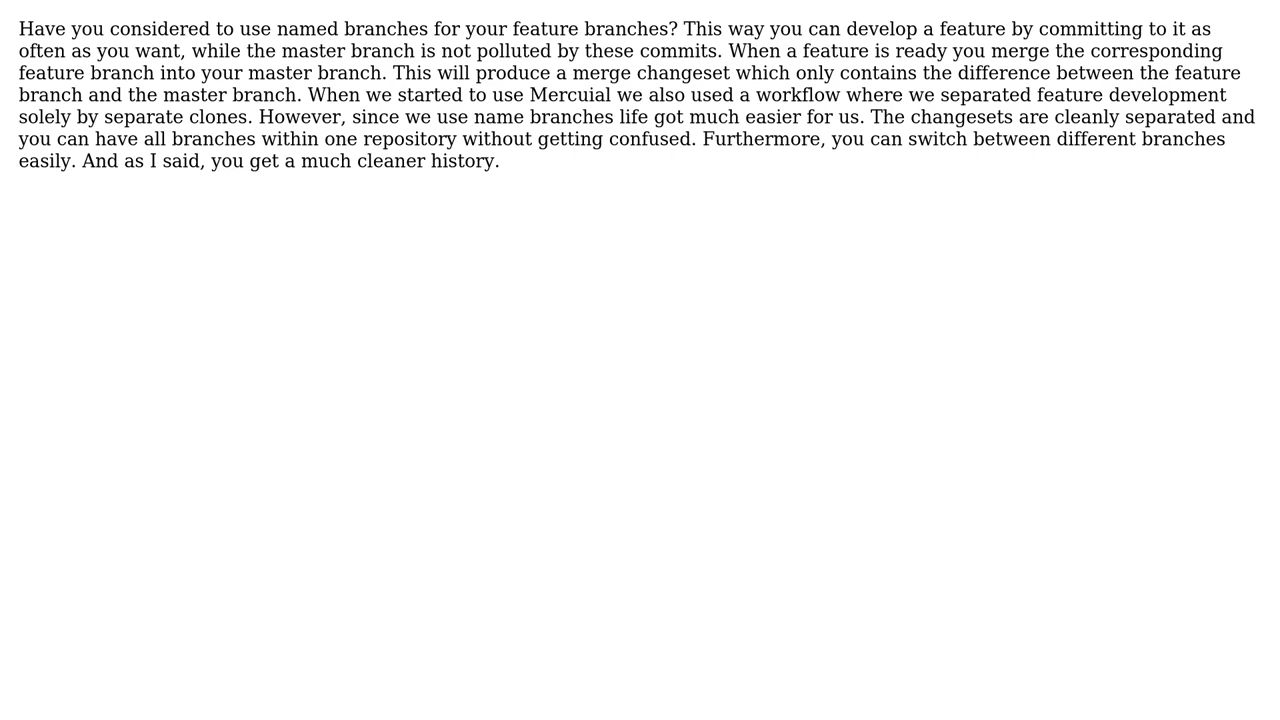 Have you considered to use named branches for your feature branches? This way you can develop a feature by committing to it as
often as you want, while the master branch is not polluted by these commits. When a feature is ready you merge the corresponding
feature branch into your master branch. This will produce a merge changeset which only contains the difference between the feature
branch and the master branch. When we started to use Mercuial we also used a workflow where we separated feature development
solely by separate clones. However, since we use name branches life got much easier for us. The changesets are cleanly separated and
you can have all branches within one repository without getting confused. Furthermore, you can switch between different branches
easily. And as I said, you get a much cleaner history.